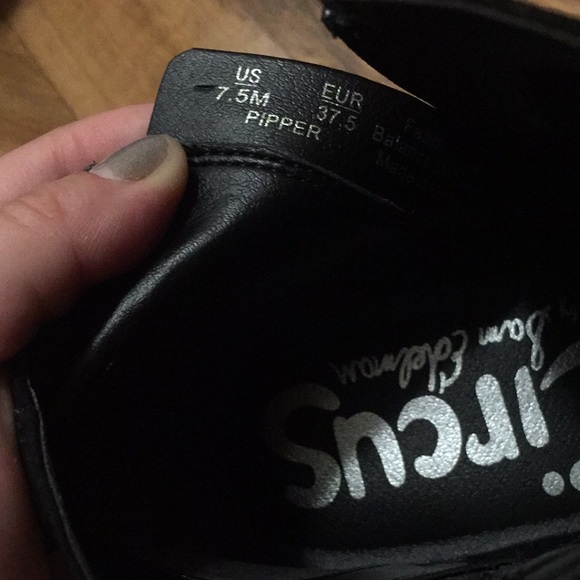 US
7.5M
EUR
37.5
PIPPER
Circus
by Sam Edelman